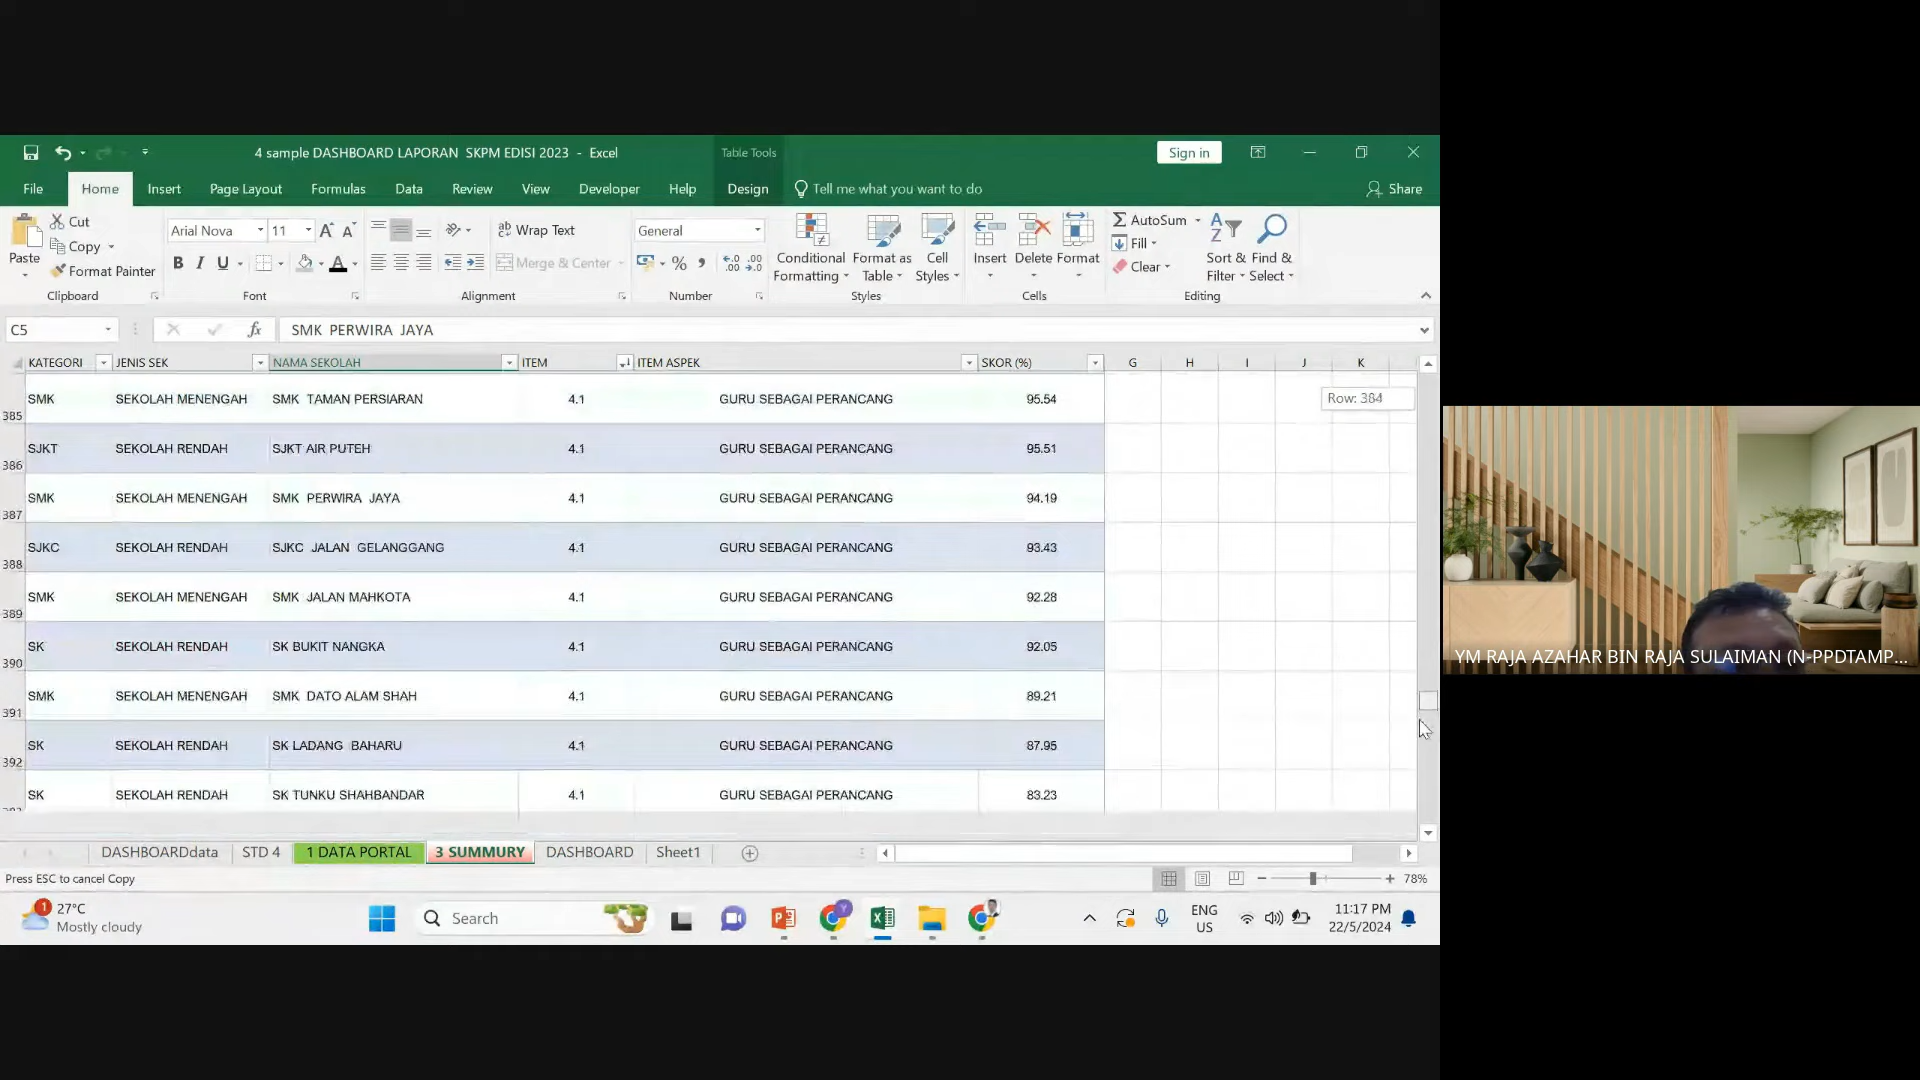 4 sample DASHBOARD LAPORAN SKPM EDISI 2023 - Excel
Table Tools
Sign in
File Home Insert Page Layout Formulas Data Review View Developer Help Design Tell me what you want to do Share
Paste Cut Copy Format Painter Clipboard
Arial Nova 11 B I U Font
Wrap Text Merge & Center Alignment
General % Number
Conditional Formatting Format as Table Cell Styles Styles
Insert Delete Format Cells
AutoSum Fill Clear Sort & Filter Find & Select Editing
C5 fx SMK PERWIRA JAYA
KATEGORI JENIS SEK NAMA SEKOLAH ITEM ITEM ASPEK SKOR (%) G H I J K
385 SMK SEKOLAH MENENGAH SMK TAMAN PERSIARAN 4.1 GURU SEBAGAI PERANCANG 95.54 Row: 384
386 SJKT SEKOLAH RENDAH SJKT AIR PUTEH 4.1 GURU SEBAGAI PERANCANG 95.51
387 SMK SEKOLAH MENENGAH SMK PERWIRA JAYA 4.1 GURU SEBAGAI PERANCANG 94.19
388 SJKC SEKOLAH RENDAH SJKC JALAN GELANGGANG 4.1 GURU SEBAGAI PERANCANG 93.43
389 SMK SEKOLAH MENENGAH SMK JALAN MAHKOTA 4.1 GURU SEBAGAI PERANCANG 92.28
390 SK SEKOLAH RENDAH SK BUKIT NANGKA 4.1 GURU SEBAGAI PERANCANG 92.05
391 SMK SEKOLAH MENENGAH SMK DATO ALAM SHAH 4.1 GURU SEBAGAI PERANCANG 89.21
392 SK SEKOLAH RENDAH SK LADANG BAHARU 4.1 GURU SEBAGAI PERANCANG 87.95
SK SEKOLAH RENDAH SK TUNKU SHAHBANDAR 4.1 GURU SEBAGAI PERANCANG 83.23
DASHBOARDdata STD 4 1 DATA PORTAL 3 SUMMURY DASHBOARD Sheet1
Press ESC to cancel Copy 78%
1 27°C
Mostly cloudy
Search
ENG
US
11:17 PM
22/5/2024
YM RAJA AZAHAR BIN RAJA SULAIMAN (N-PPDTAMP...